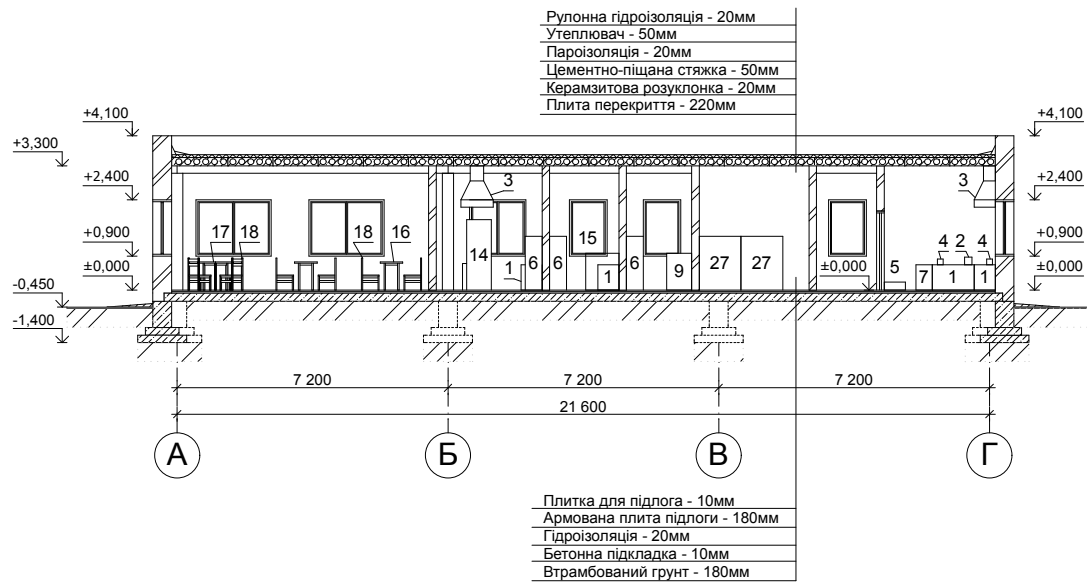 Рулонна гідроізоляція - 20мм
Утеплювач - 50мм
Пароізоляція - 20мм
Цементно-піщана стяжка - 50мм
Керамзитова розуклонка - 20мм
Плита перекриття - 220мм
+4,100 +4,100
+3,300
+2,400 3 3 +2,400
17 18 18 16 14 15
+0,900 4 2 4 +0,900
1 6 6 1 6 9 27 27 5 7 1 1
±0,000 ±0,000 ±0,000
-0,450
-1,400
7 200 7 200 7 200
21 600
А Б В Г
Плитка для підлога - 10мм
Армована плита підлоги - 180мм
Гідроізоляція - 20мм
Бетонна підкладка - 10мм
Втрамбований грунт - 180мм